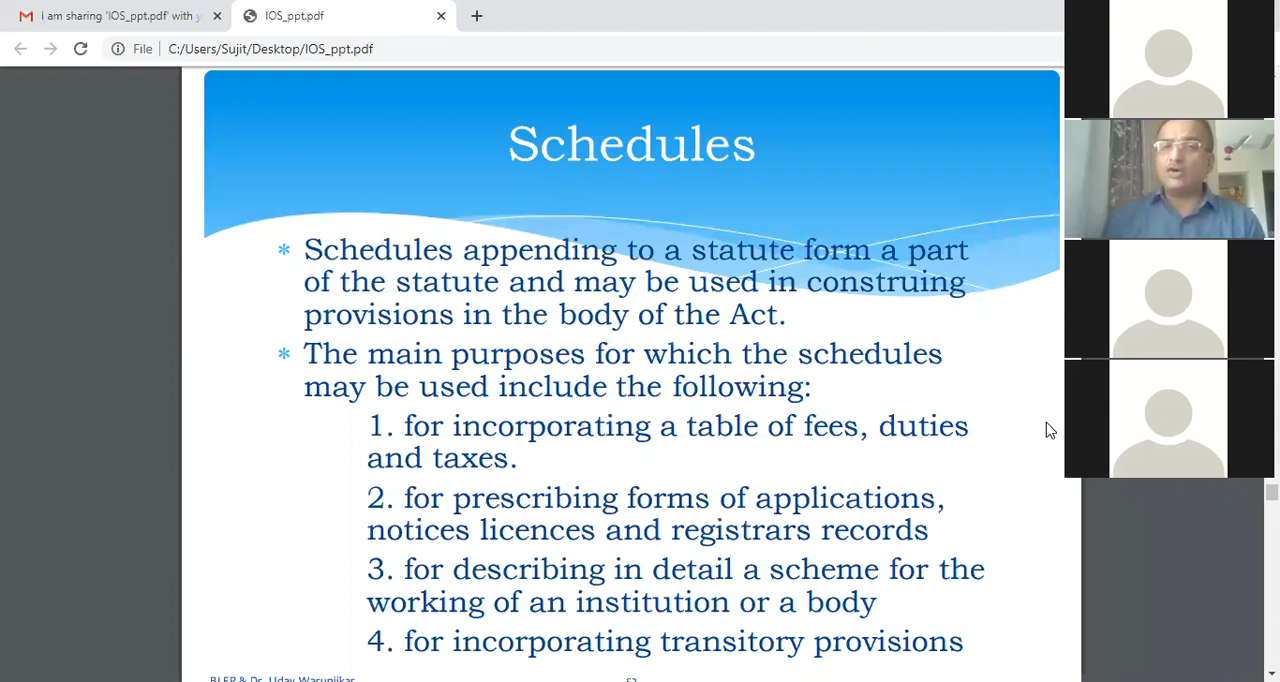 I am sharing 'IOS_ppt.pdf' with
IOS_ppt.pdf
File
C:/Users/Sujit/Desktop/IOS_ppt.pdf
Schedules
* Schedules appending to a statute form a part
of the statute and may be used in construing
provisions in the body of the Act.
* The main purposes for which the schedules
may be used include the following:
1. for incorporating a table of fees, duties
and taxes.
2. for prescribing forms of applications,
notices licences and registrars records
3. for describing in detail a scheme for the
working of an institution or a body
4. for incorporating transitory provisions
BLEP & Dr. Uday Warunjikar